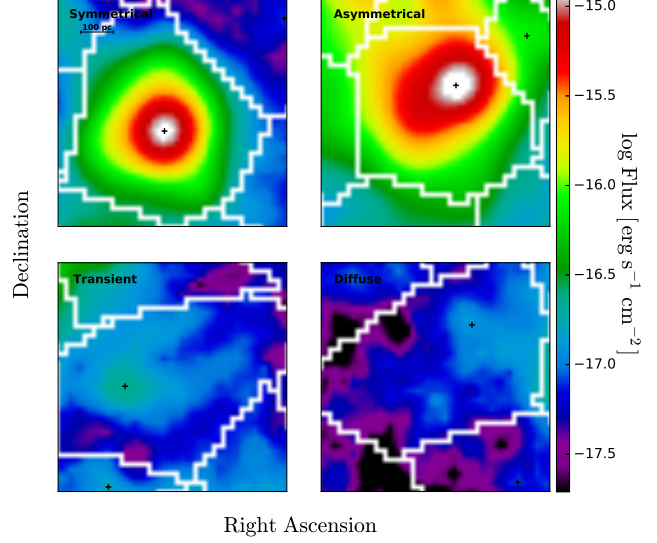 Symmetrical
100 pc
Asymmetrical
Transient
Diffuse
Declination
Right Ascension
−15.0
−15.5
−16.0
−16.5
−17.0
−17.5
log Flux [erg s⁻¹ cm⁻²]